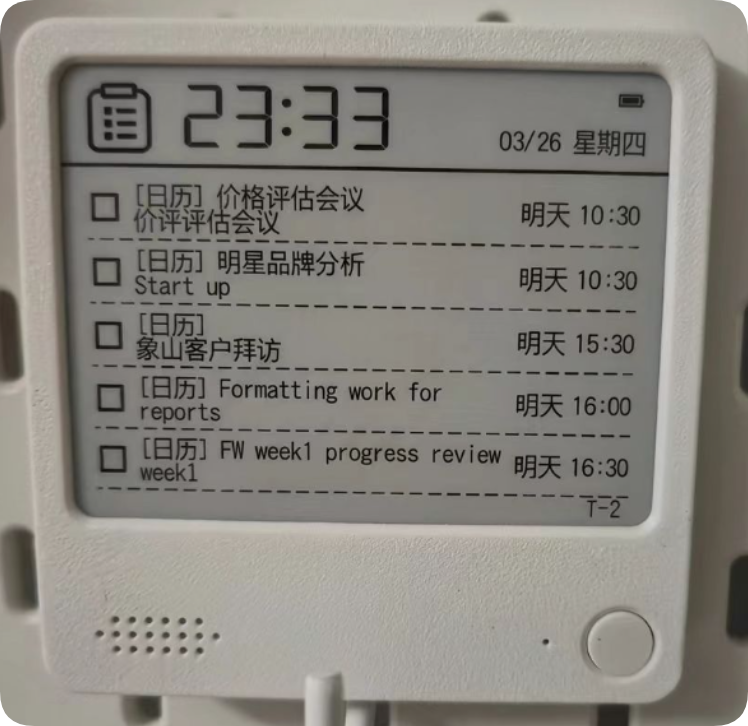 23:33
03/26 星期四
[日历] 价格评估会议
价评评估会议
明天 10:30
[日历] 明星品牌分析
Start up
明天 10:30
[日历]
象山客户拜访
明天 15:30
[日历] Formatting work for
reports
明天 16:00
[日历] FW week1 progress review
week1
明天 16:30
T-2